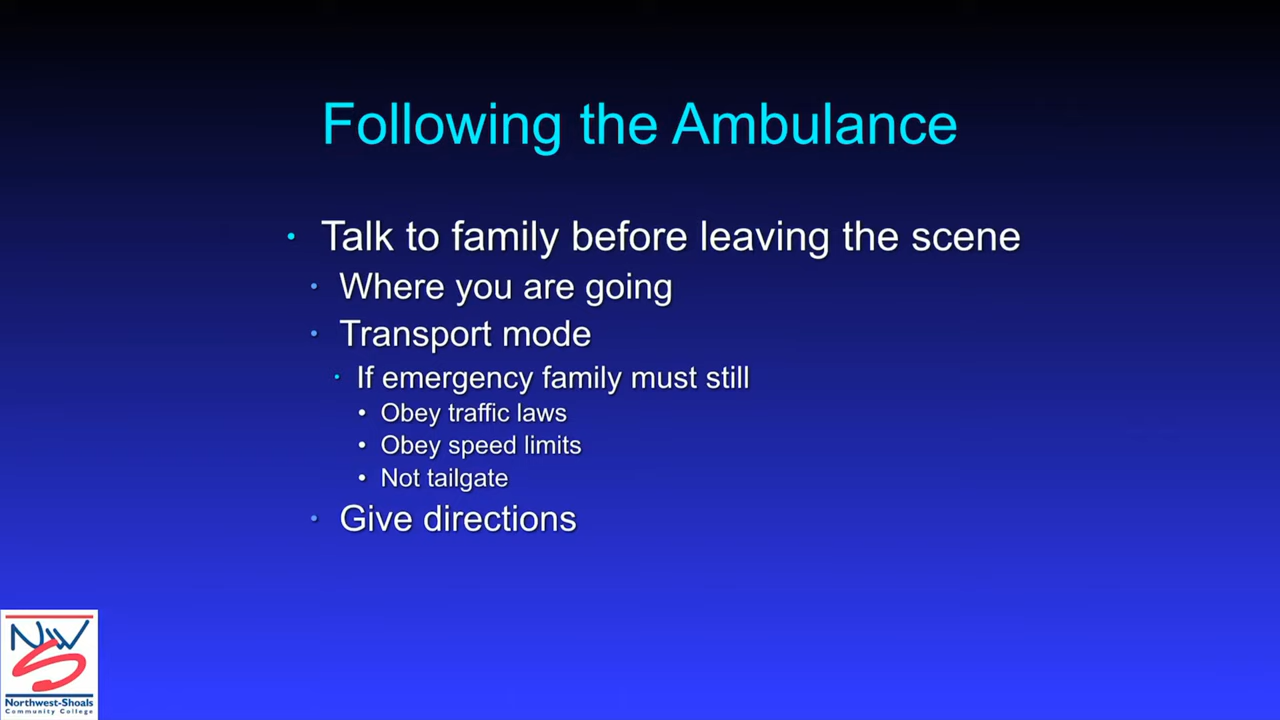 Following the Ambulance
• Talk to family before leaving the scene
• Where you are going
• Transport mode
• If emergency family must still
• Obey traffic laws
• Obey speed limits
• Not tailgate
• Give directions
NWS
Northwest-Shoals
Community College